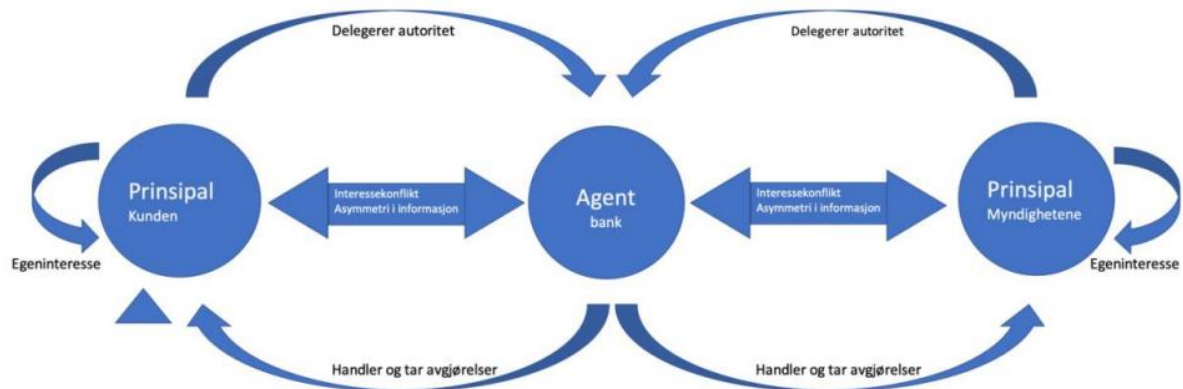 Delegerer autoritet
Delegerer autoritet
Prinsipal
Kunden
Interessekonflikt
Asymmetri i informasjon
Agent
bank
Interessekonflikt
Asymmetri i informasjon
Prinsipal
Myndighetene
Egeninteresse
Egeninteresse
Handler og tar avgjørelser
Handler og tar avgjørelser